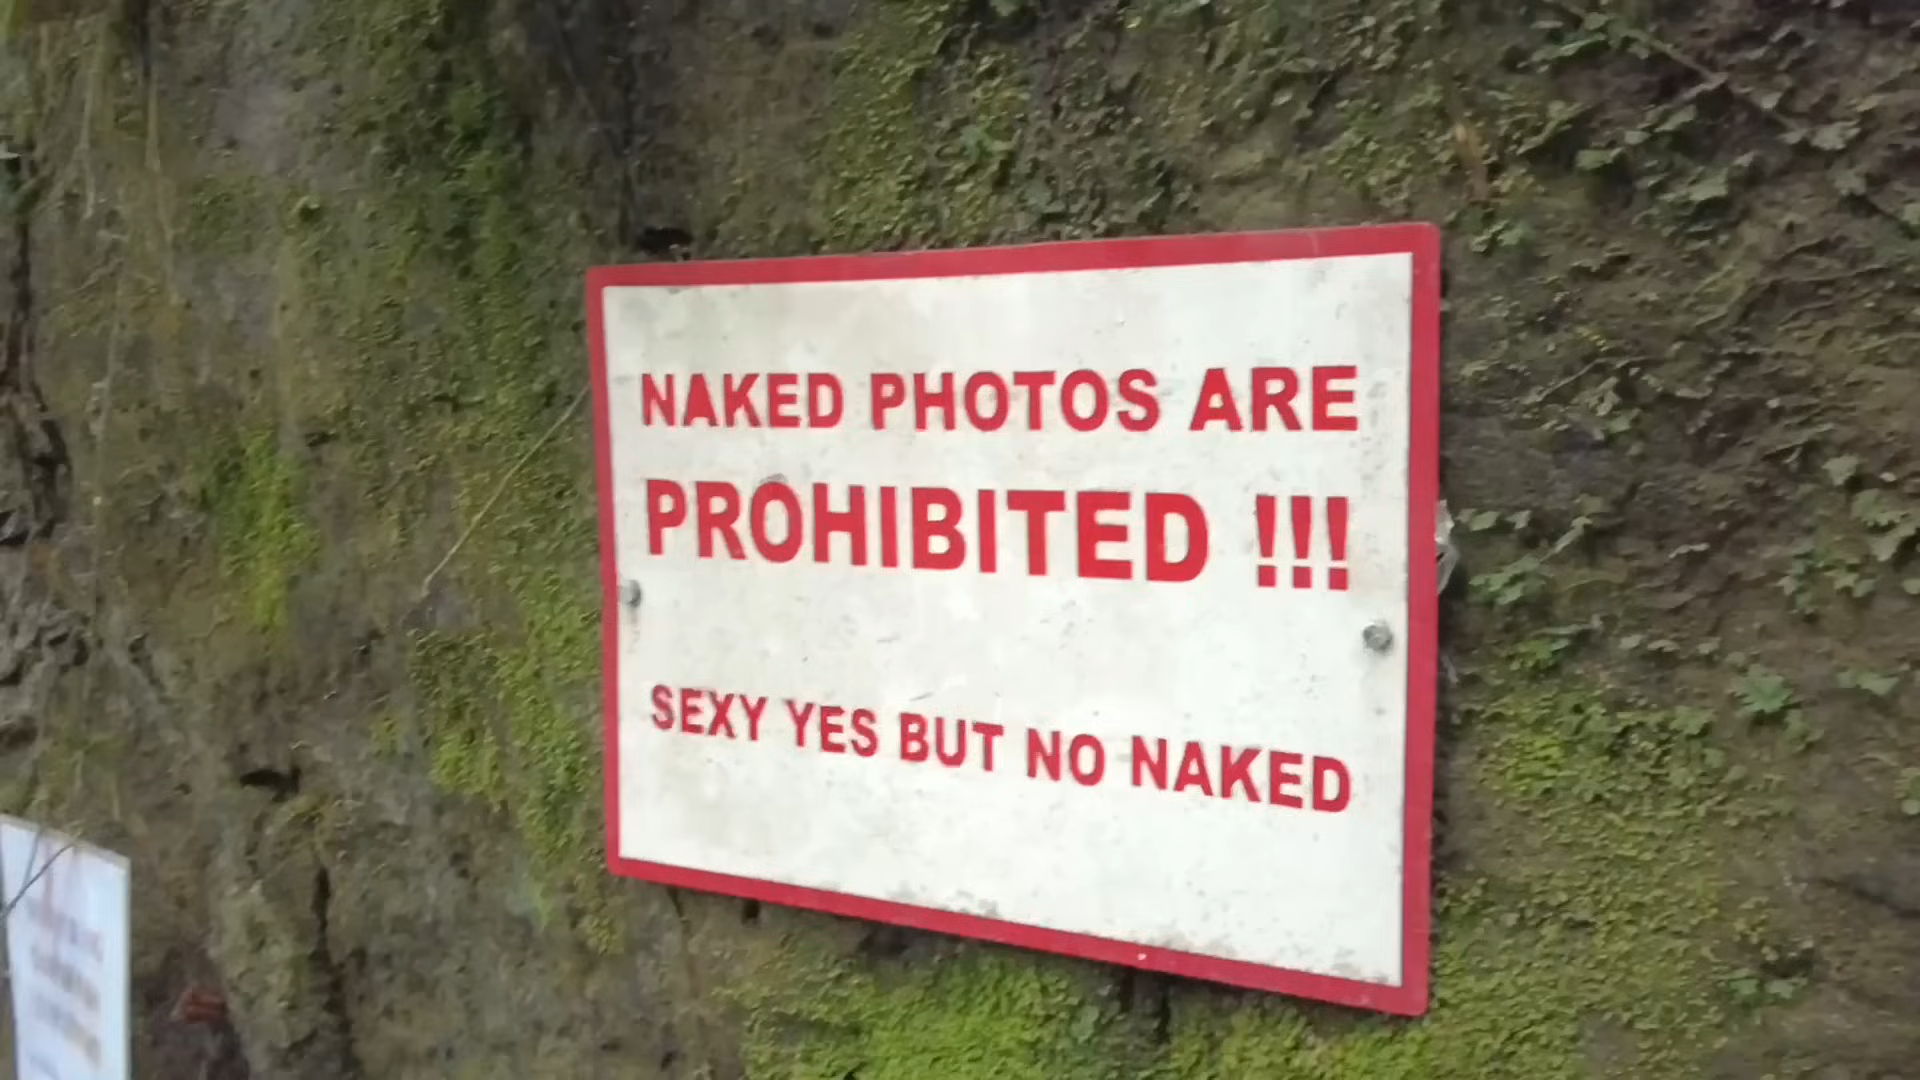 NAKED PHOTOS ARE
PROHIBITED !!!
SEXY YES BUT NO NAKED